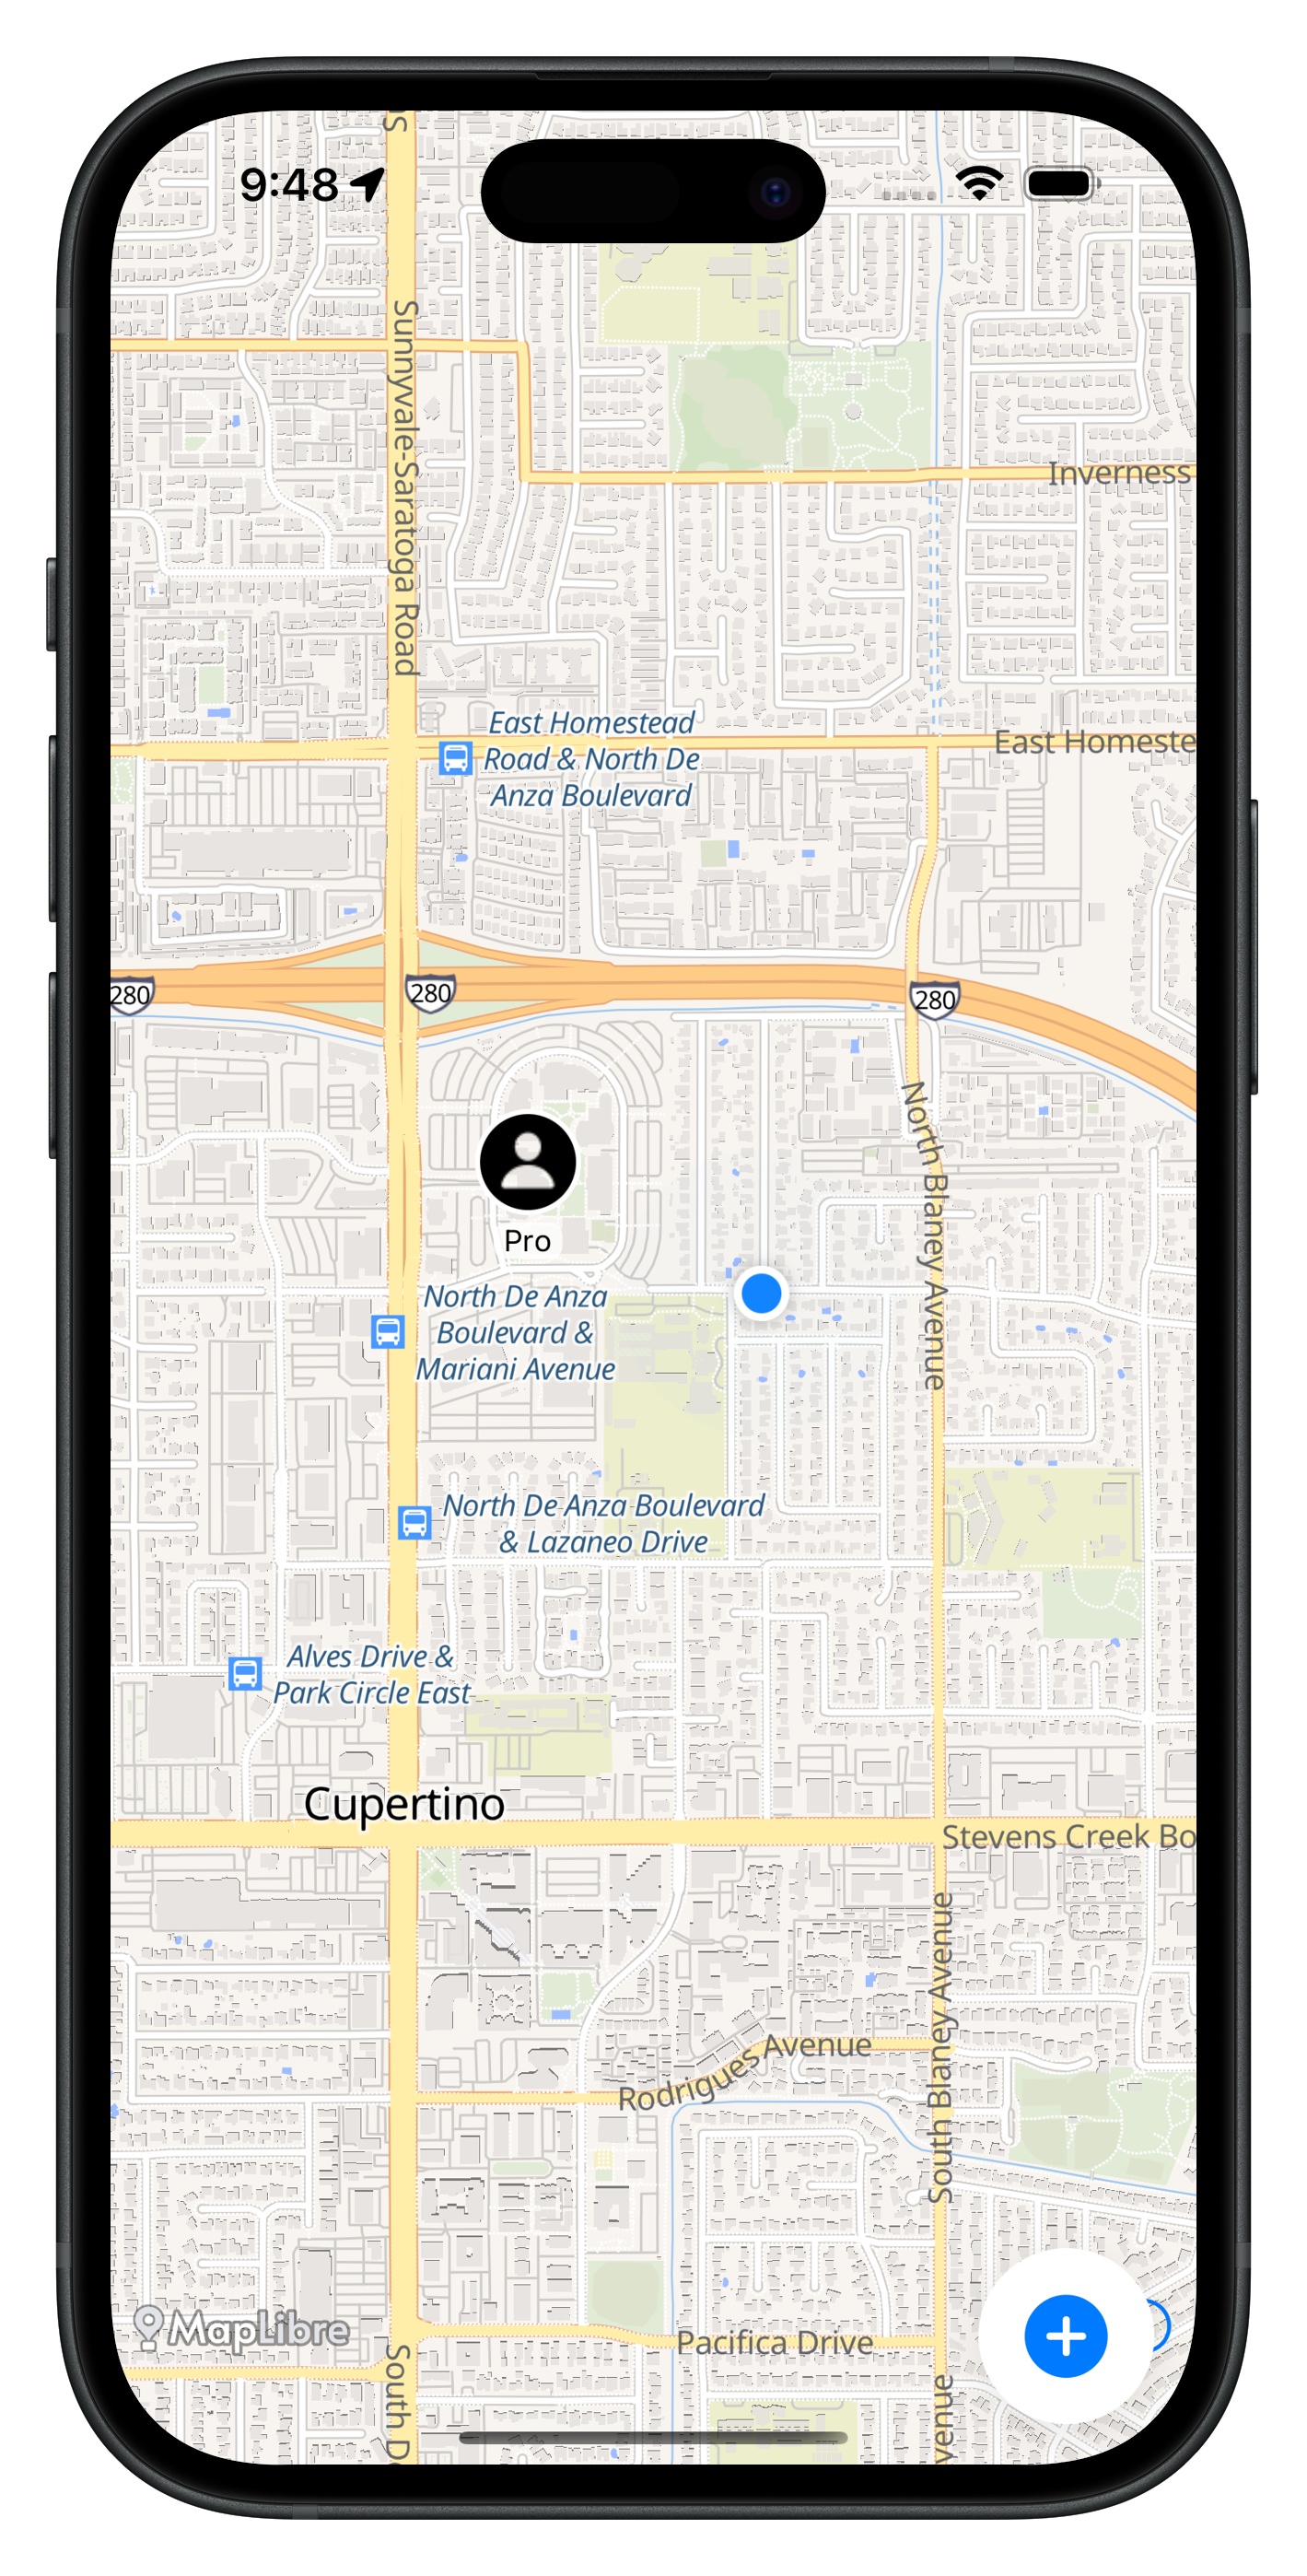 S
9:48
Sunnyvale-Saratoga Road
Inverness
East Homestead
Road & North De
Anza Boulevard
East Homeste
280
280
280
North Blaney Avenue
Pro
North De Anza
Boulevard &
Mariani Avenue
North De Anza Boulevard
& Lazaneo Drive
Alves Drive &
Park Circle East
Cupertino
Stevens Creek Bo
South Blaney Avenue
Rodrigues Avenue
MapLibre
Pacifica Drive
South De
venue